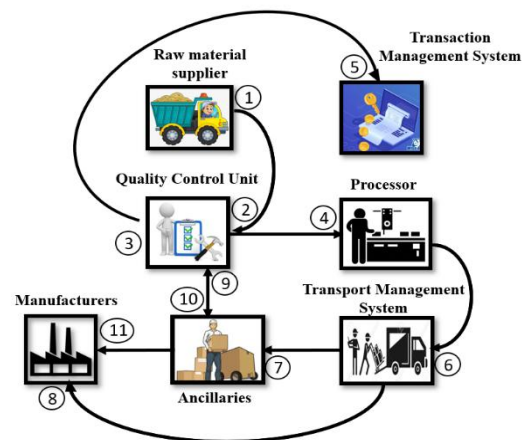 Transaction
Management System
Raw material
supplier
5
1
Quality Control Unit
2
Processor
4
3
Transport Management
System
9
10
Manufacturers
11
7
6
8
Ancillaries